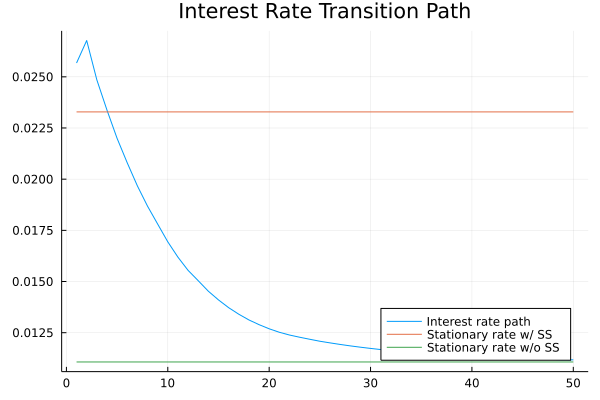 Interest Rate Transition Path
0.0250
0.0225
0.0200
0.0175
0.0150
0.0125
Interest rate path
Stationary rate w/ SS
Stationary rate w/o SS
0 10 20 30 40 50